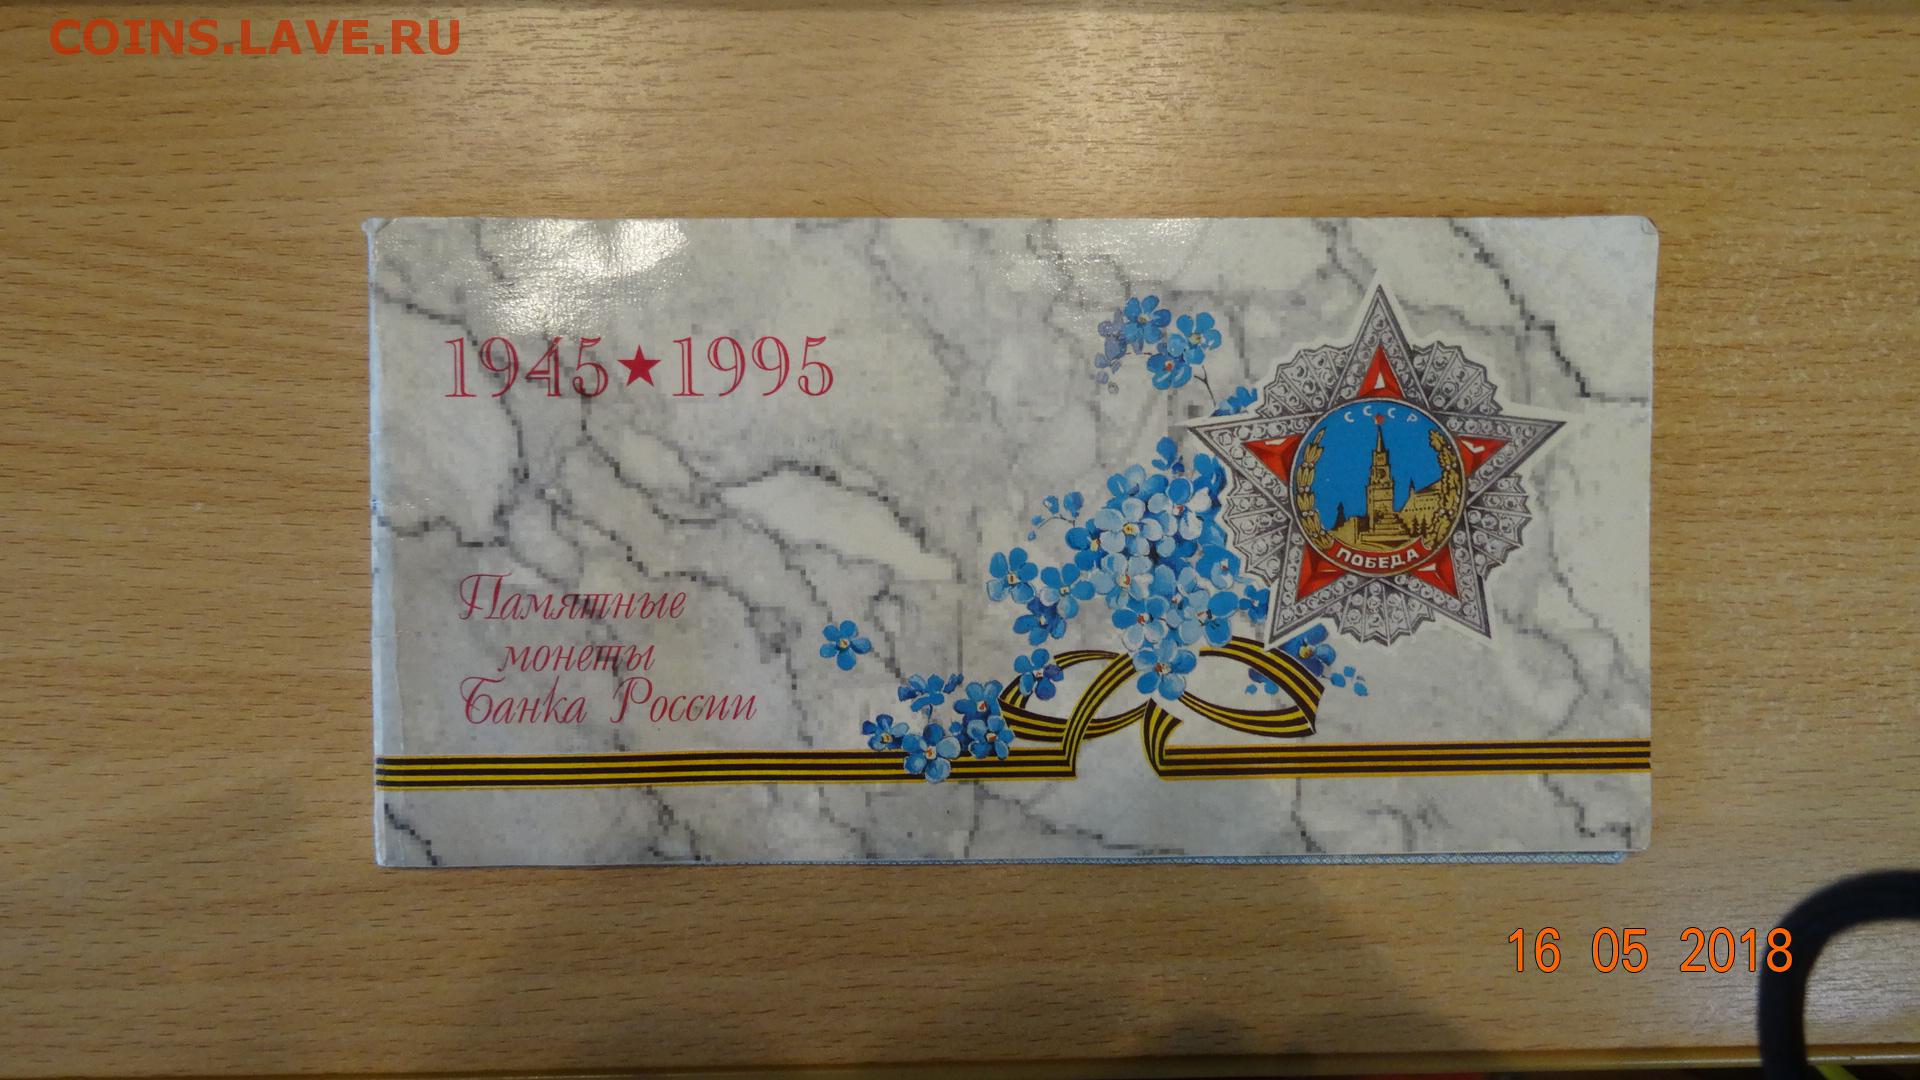 COINS.LAVE.RU
1945★1995
СССР
ПОБЕДА
Памятные
монеты
Банка России
16 05 2018